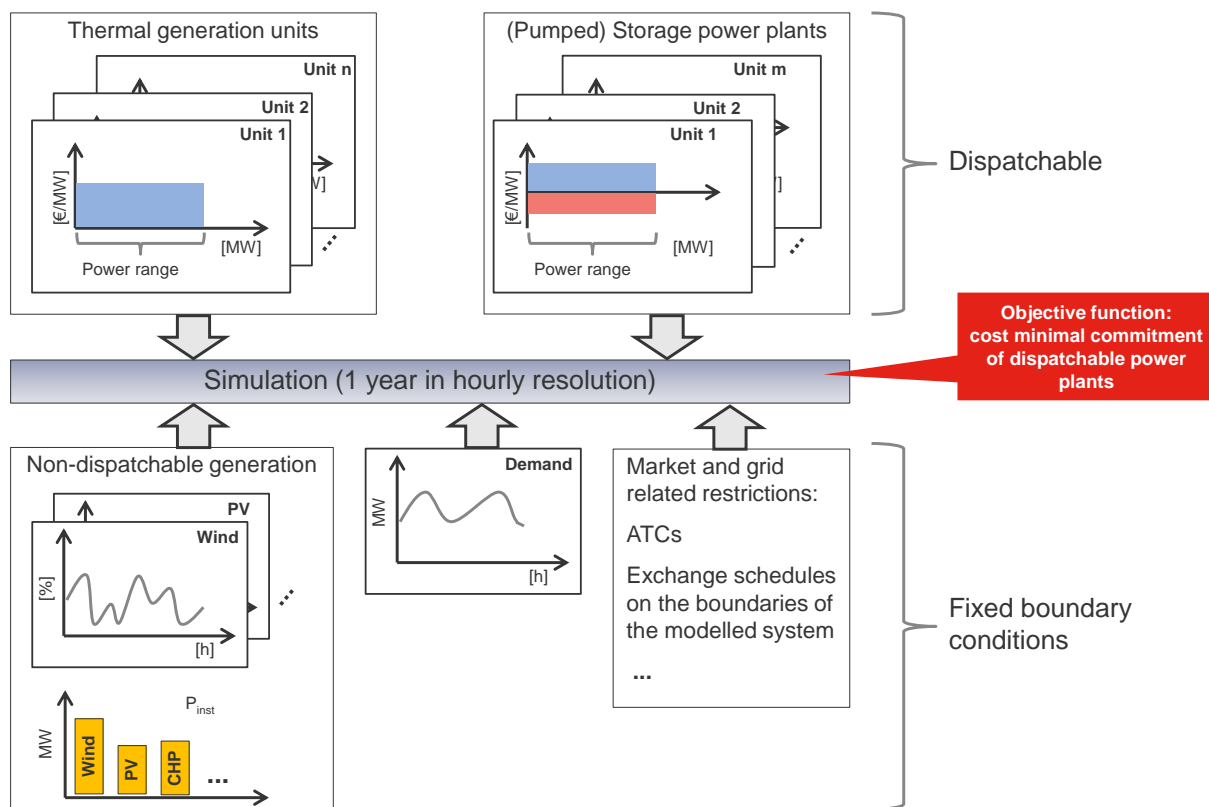 Thermal generation units
Unit n
Unit 2
Unit 1
[€/MW]
[MW]
Power range
(Pumped) Storage power plants
Unit m
Unit 2
Unit 1
[€/MW]
[MW]
Power range
Dispatchable
Objective function:
cost minimal commitment
of dispatchable power
plants
Simulation (1 year in hourly resolution)
Non-dispatchable generation
PV
Wind
[%]
[h]
P inst
MW
Wind
PV
CHP
...
Demand
MW
[h]
Market and grid
related restrictions:
ATCs
Exchange schedules
on the boundaries of
the modelled system
...
Fixed boundary
conditions